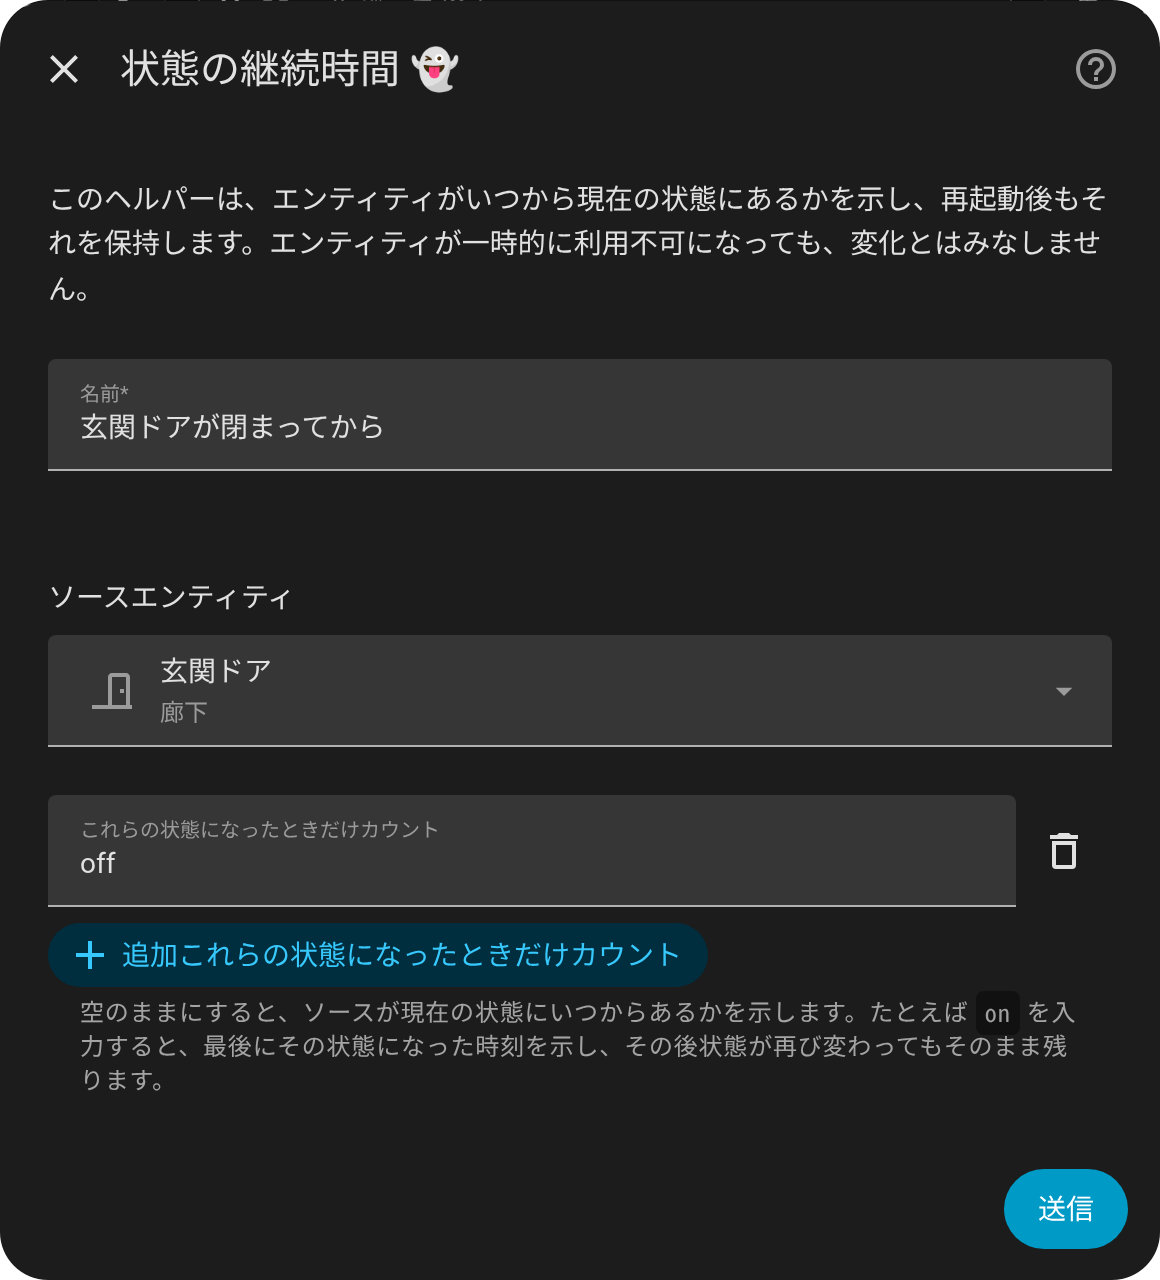 状態の継続時間 👻
このヘルパーは、エンティティがいつから現在の状態にあるかを示し、再起動後もそ
れを保持します。エンティティが一時的に利用不可になっても、変化とはみなしませ
ん。
名前*
玄関ドアが閉まってから
ソースエンティティ
玄関ドア
廊下
これらの状態になったときだけカウント
off
追加これらの状態になったときだけカウント
空のままにすると、ソースが現在の状態にいつからあるかを示します。たとえば on を入
力すると、最後にその状態になった時刻を示し、その後状態が再び変わってもそのまま残
ります。
送信